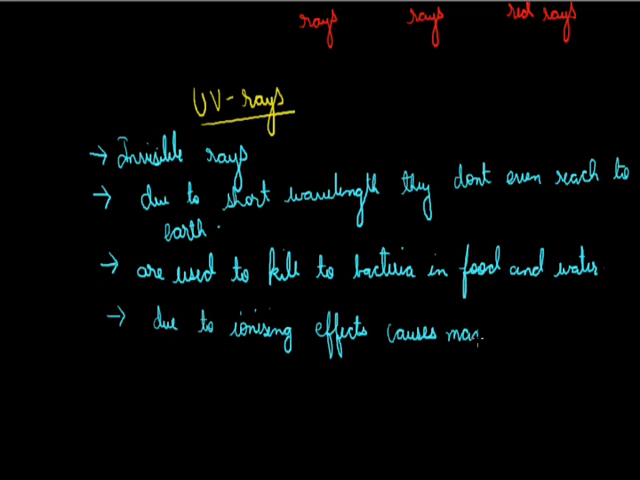 rays rays red rays
UV-rays
→ Invisible rays
→ due to short wavelength they dont even reach to
earth.
→ are used to kill to bacteria in food and water
→ due to ionising effects causes ma